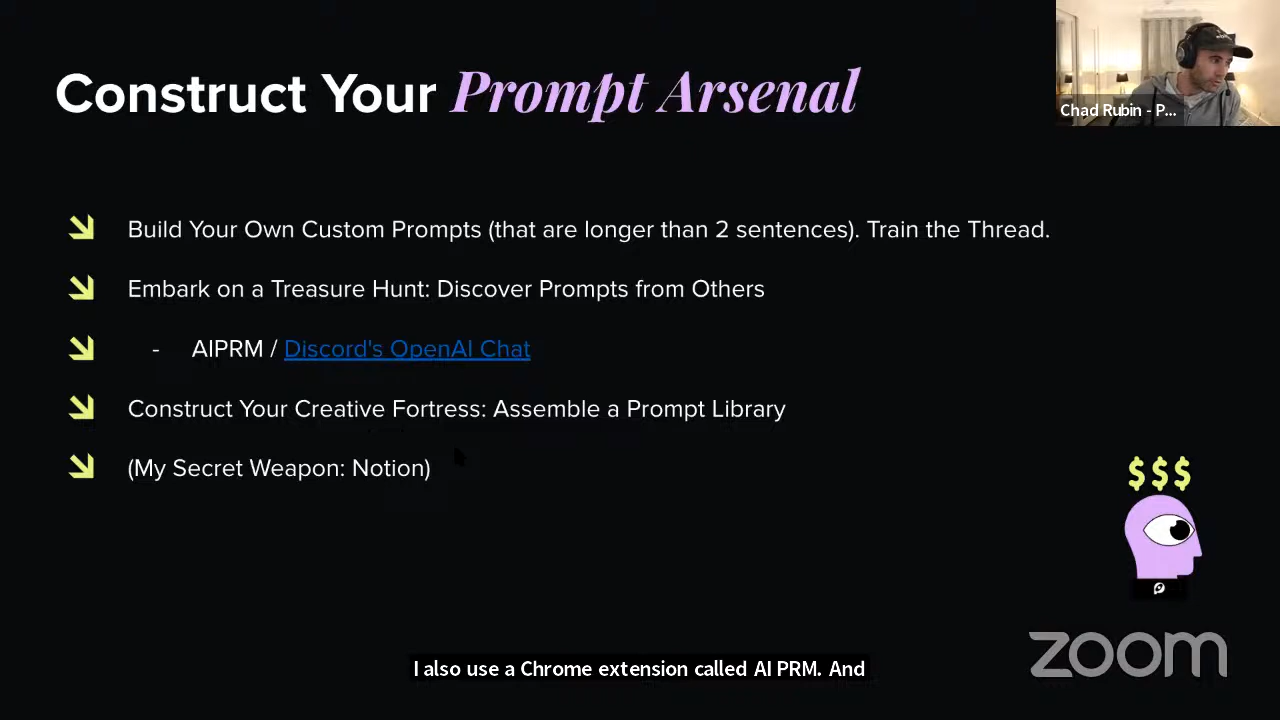 Construct Your Prompt Arsenal
Chad Rubin - P...
Build Your Own Custom Prompts (that are longer than 2 sentences). Train the Thread.
Embark on a Treasure Hunt: Discover Prompts from Others
- AIPRM / Discord's OpenAI Chat
Construct Your Creative Fortress: Assemble a Prompt Library
(My Secret Weapon: Notion)
$$$
zoom
I also use a Chrome extension called AI PRM. And